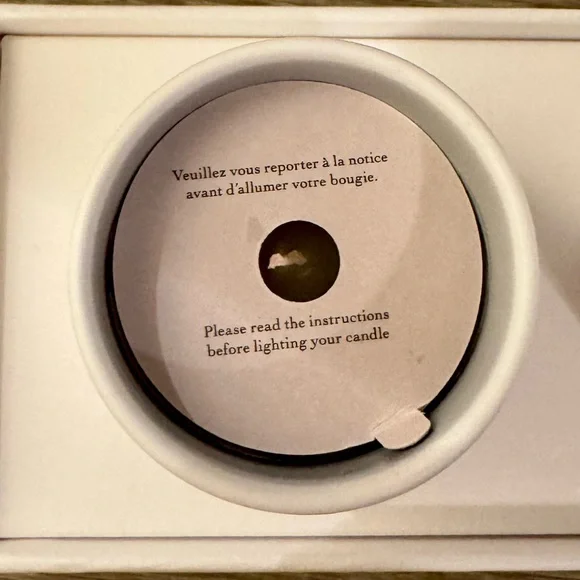 Veuillez vous reporter à la notice
avant d'allumer votre bougie.
Please read the instructions
before lighting your candle